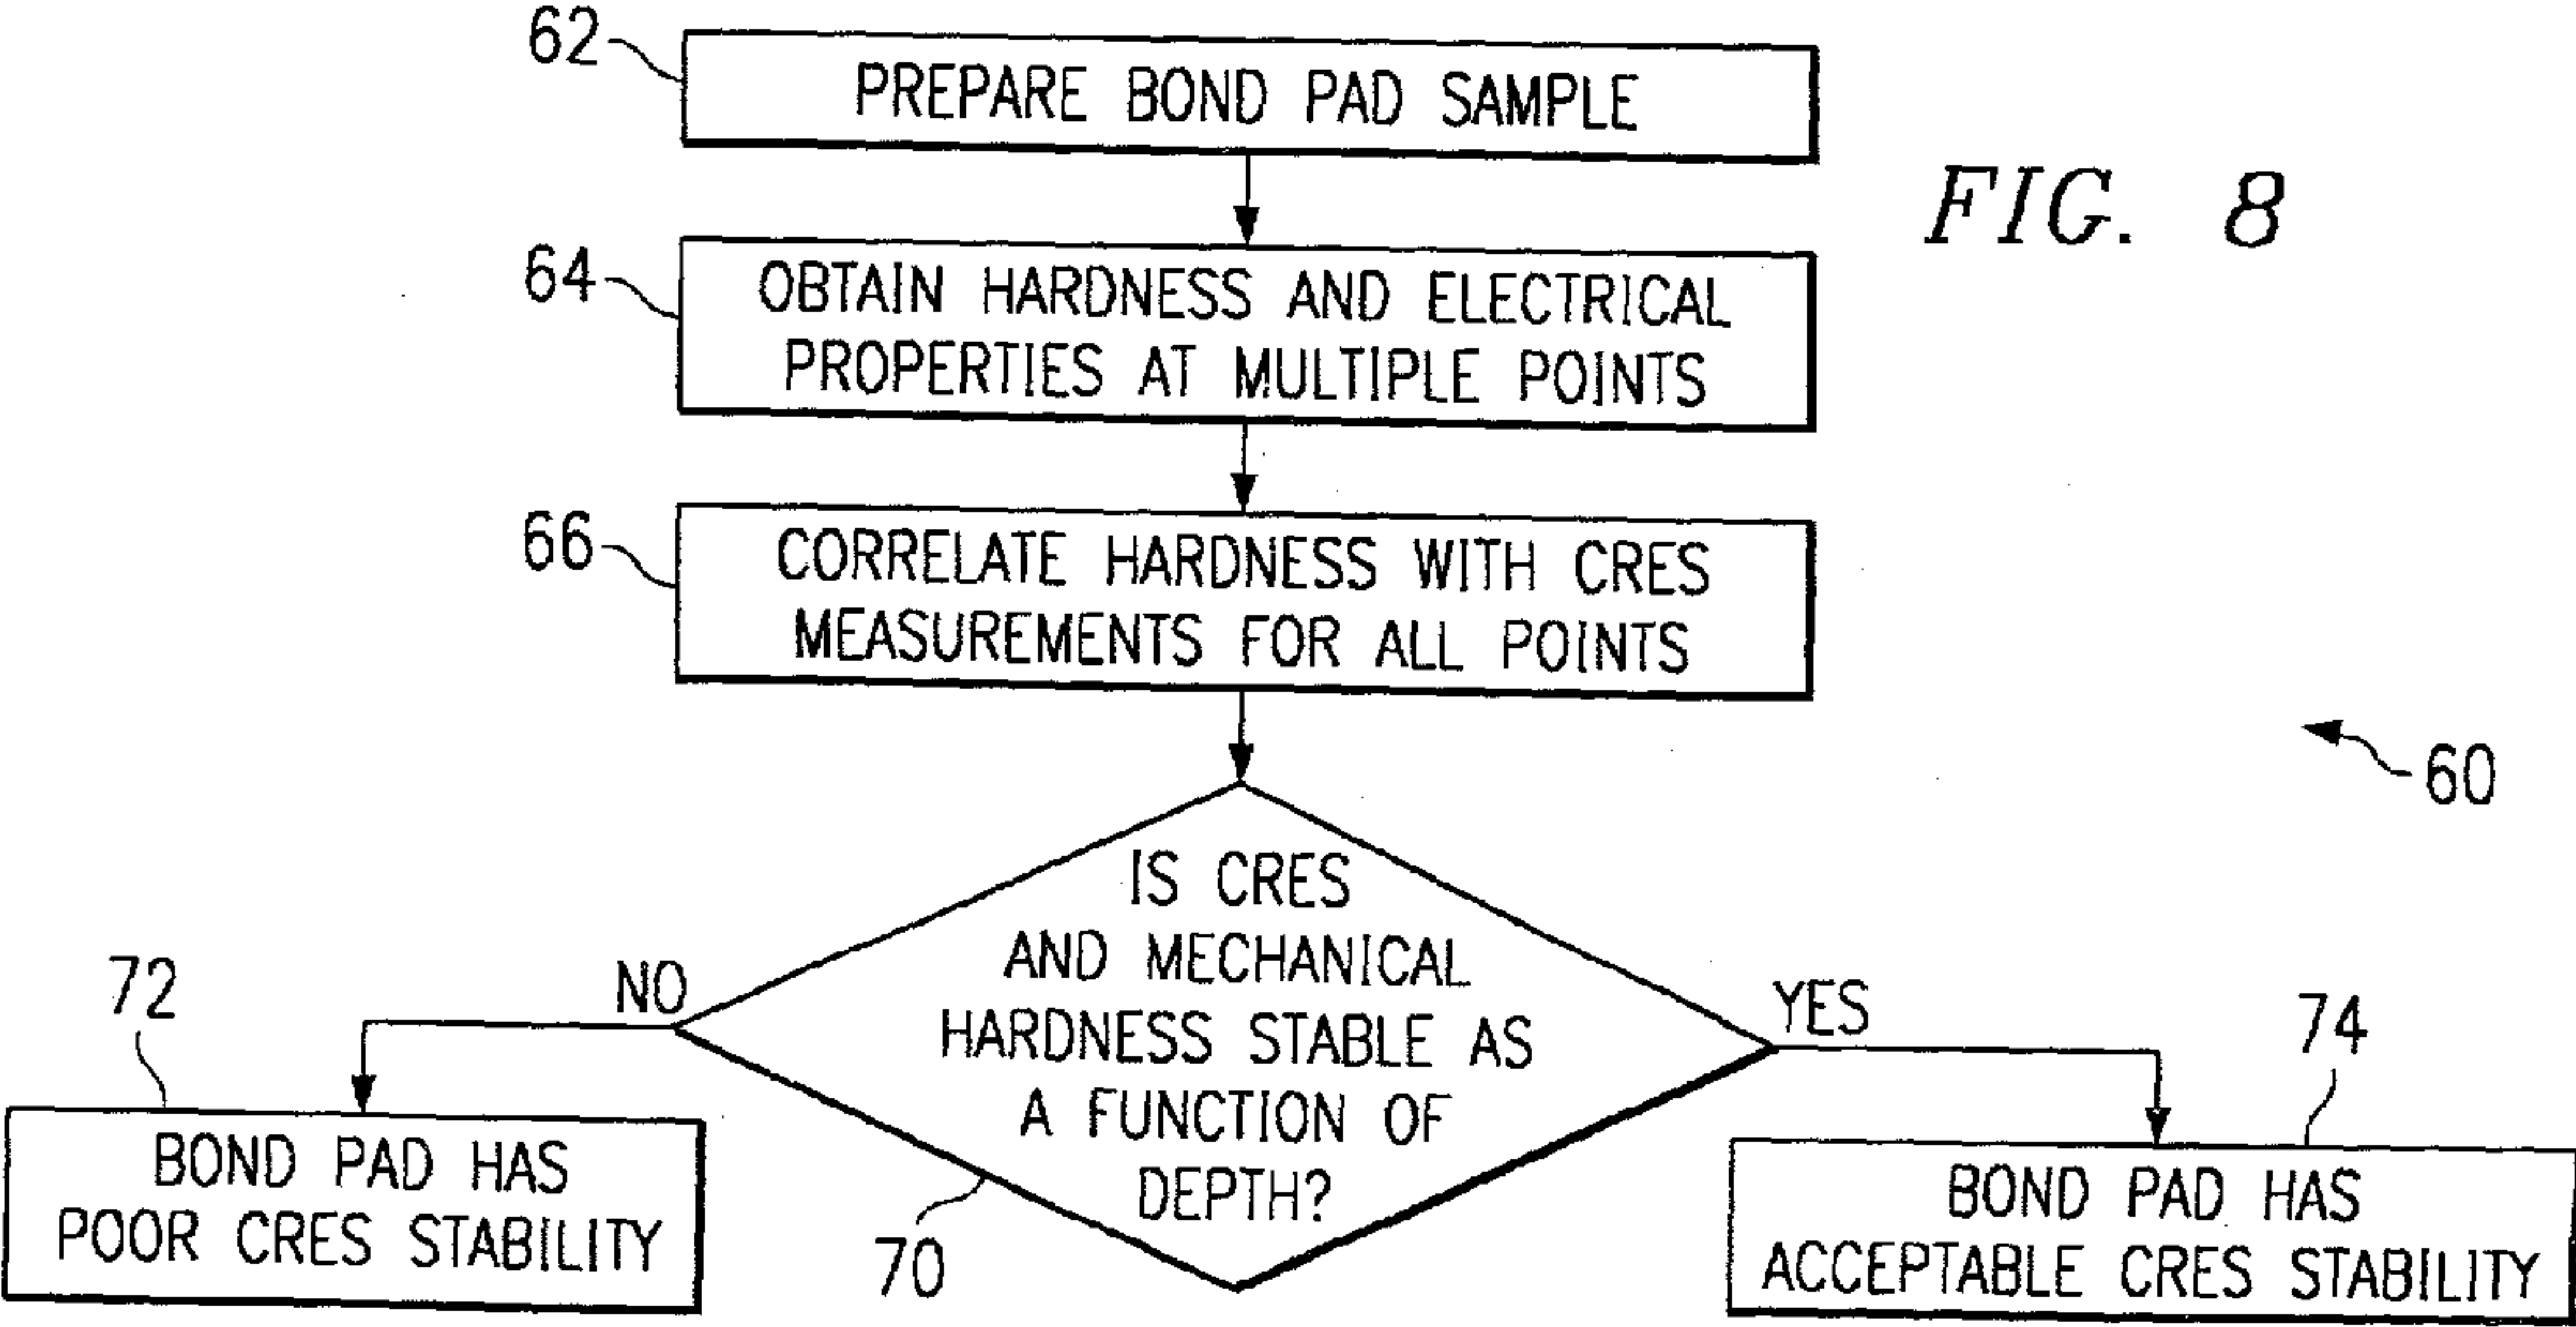 62
PREPARE BOND PAD SAMPLE
FIG. 8
64
OBTAIN HARDNESS AND ELECTRICAL
PROPERTIES AT MULTIPLE POINTS
66
CORRELATE HARDNESS WITH CRES
MEASUREMENTS FOR ALL POINTS
60
IS CRES
AND MECHANICAL
HARDNESS STABLE AS
A FUNCTION OF
DEPTH?
70
NO
YES
72
BOND PAD HAS
POOR CRES STABILITY
74
BOND PAD HAS
ACCEPTABLE CRES STABILITY